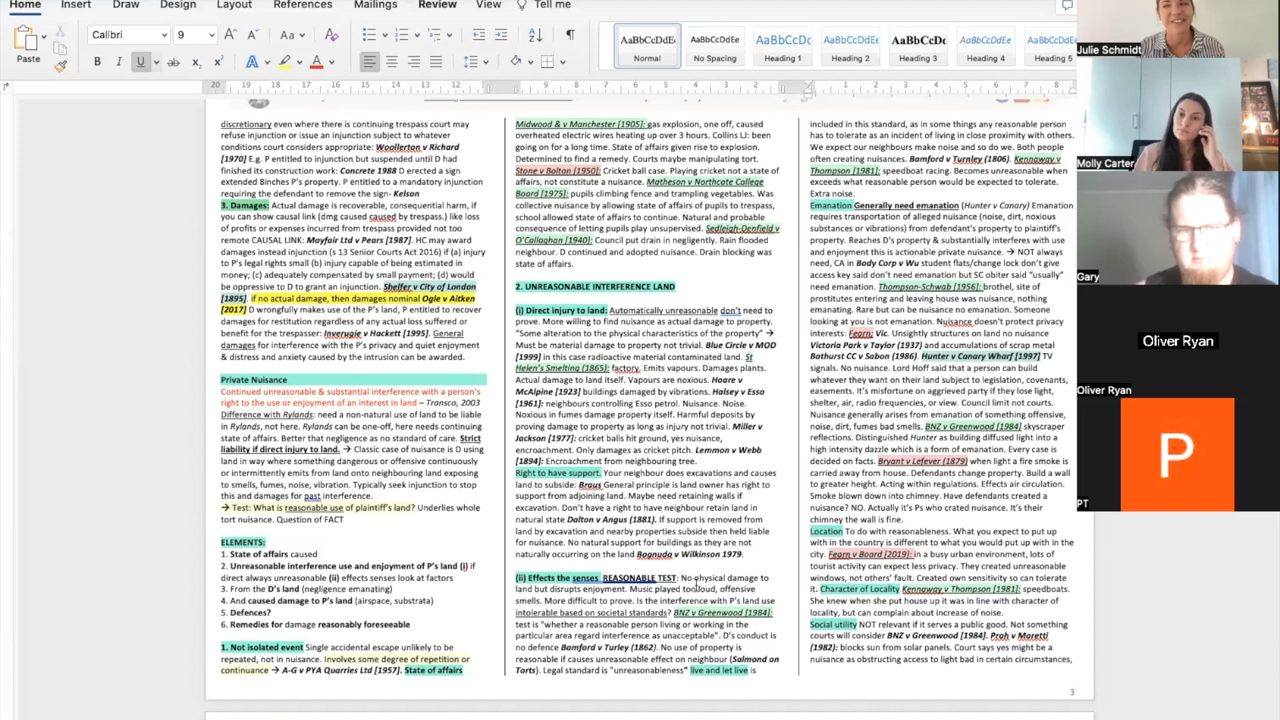 Home Insert Draw Design Layout References Mailings Review View Tell me
Paste
Calibri 9
AaBbCcDdEe AaBbCcDdEe AaBbCcDc AaBbCcDdEe AaBbCcDc AaBbCcDdEe AaBbCcDdEe
Normal No Spacing Heading 1 Heading 2 Heading 3 Heading 4 Heading 5
discretionary even where there is continuing trespass court may
refuse injunction or issue an injunction subject to whatever
conditions court considers appropriate: Woollerton v Richard
[1970] E.g. P entitled to injunction but suspended until D had
finished its construction work: Concrete 1988 D erected a sign
extended Binches P's property. P entitled to a mandatory injunction
requiring the defendant to remove the sign- Kelson
3. Damages: Actual damage is recoverable, consequential harm, if
you can show causal link (dmg caused caused by trespass.) like loss
of profits or expenses incurred from trespass provided not too
remote CAUSAL LINK: Mayfair Ltd v Pears [1987]. HC may award
damages instead injunction (s 13 Senior Courts Act 2016) if (a) injury
to P's legal rights small (b) injury capable of being estimated in
money; (c) adequately compensated by small payment; (d) would
be oppressive to D to grant an injunction. Shelfer v City of London
[1895]. if no actual damage, then damages nominal Ogle v Aitken
[2017] D wrongfully makes use of the P's land, P entitled to recover
damages for restitution regardless of any actual loss suffered or
benefit for the trespasser: Inverugie v Hackett [1995]. General
damages for interference with the P's privacy and quiet enjoyment
& distress and anxiety caused by the intrusion can be awarded.
Private Nuisance
Continued unreasonable & substantial interference with a person's
right to the use or enjoyment of an interest in land – Transco, 2003
Difference with Rylands: need a non-natural use of land to be liable
in Rylands, not here. Rylands can be one-off, here needs continuing
state of affairs. Better that negligence as no standard of care. Strict
liability if direct injury to land. → Classic case of nuisance is D using
land in way where something dangerous or offensive continuously
or intermittently emits from land onto neighbouring land exposing
to smells, fumes, noise, vibration. Typically seek injunction to stop
this and damages for past interference.
→ Test: What is reasonable use of plaintiff's land? Underlies whole
tort nuisance. Question of FACT
ELEMENTS:
1. State of affairs caused
2. Unreasonable interference use and enjoyment of P's land (i) if
direct always unreasonable (ii) effects senses look at factors
3. From the D's land (negligence emanating)
4. And caused damage to P's land (airspace, substrata)
5. Defences?
6. Remedies for damage reasonably foreseeable
1. Not isolated event Single accidental escape unlikely to be
repeated, not in nuisance. Involves some degree of repetition or
continuance → A-G v PYA Quarries Ltd [1957]. State of affairs
Midwood & v Manchester [1905]: gas explosion, one off, caused
overheated electric wires heating up over 3 hours. Collins LJ: been
going on for a long time. State of affairs given rise to explosion.
Determined to find a remedy. Courts maybe manipulating tort.
Stone v Bolton [1950]: Cricket ball case. Playing cricket not a state of
affairs, not constitute a nuisance. Matheson v Northcote College
Board [1975]: pupils climbing fence and trampling vegetables. Was
collective nuisance by allowing state of affairs of pupils to trespass,
school allowed state of affairs to continue. Natural and probable
consequence of letting pupils play unsupervised. Sedleigh-Denfield v
O'Callaghan [1940]: Council put drain in negligently. Rain flooded
neighbour. D continued and adopted nuisance. Drain blocking was
state of affairs.
2. UNREASONABLE INTERFERENCE LAND
(i) Direct injury to land: Automatically unreasonable don't need to
prove. More willing to find nuisance as actual damage to property.
"Some alteration to the physical characteristics of the property" →
Must be material damage to property not trivial. Blue Circle v MOD
[1999] in this case radioactive material contaminated land. St
Helen's Smelting [1865]: factory, Emits vapours. Damages plants.
Actual damage to land itself. Vapours are noxious. Hoare v
McAlpine [1923] buildings damaged by vibrations. Halsey v Esso
[1961]: neighbours controlling Esso petrol. Nuisance. Noise.
Noxious in fumes damage property itself. Harmful deposits by
proving damage to property as long as injury not trivial. Miller v
Jackson [1977]: cricket balls hit ground, yes nuisance,
encroachment. Only damages as cricket pitch. Lemmon v Webb
[1894]: Encroachment from neighbouring tree.
Right to have support. Your neighbour does excavations and causes
land to subside: Braus General principle is land owner has right to
support from adjoining land. Maybe need retaining walls if
excavation. Don't have a right to have neighbour retain land in
natural state Dalton v Angus (1881). If support is removed from
land by excavation and nearby properties subside then held liable
for nuisance. No natural support for buildings as they are not
naturally occurring on the land Bognuda v Wilkinson 1979.
(ii) Effects the senses REASONABLE TEST: No physical damage to
land but disrupts enjoyment. Music played too loud, offensive
smells. More difficult to prove. Is the interference with P's land use
intolerable based on societal standards? BNZ v Greenwood [1984]:
test is "whether a reasonable person living or working in the
particular area regard interference as unacceptable". D's conduct is
no defence Bamford v Turley (1862). No use of property is
reasonable if causes unreasonable effect on neighbour (Salmond on
Torts). Legal standard is "unreasonableness" live and let live is
included in this standard, as in some things any reasonable person
has to tolerate as an incident of living in close proximity with others.
We expect our neighbours make noise and so do we. Both people
often creating nuisances. Bamford v Turnley (1806). Kennaway v
Thompson [1981]: speedboat racing. Becomes unreasonable when
exceeds what reasonable person would be expected to tolerate.
Extra noise.
Emanation Generally need emanation (Hunter v Canary) Emanation
requires transportation of alleged nuisance (noise, dirt, noxious
substances or vibrations) from defendant's property to plaintiff's
property. Reaches D's property & substantially interferes with use
and enjoyment this is actionable private nuisance. → NOT always
need, CA in Body Corp v Wu student flats/change lock don't give
access key said don't need emanation but SC obiter said "usually"
need emanation. Thompson-Schwab [1956]: brothel, stream of
prostitutes entering and leaving house was nuisance, nothing
emanating. Rare but can be nuisance no emanation. Someone
looking at you is not emanation. Nuisance doesn't protect privacy
interests: Fearn; Vic. Unsightly structures on land no nuisance
Victoria Park v Taylor (1937) and accumulations of scrap metal
Bathurst CC v Sabon (1986). Hunter v Canary Wharf [1997] TV
signals. No nuisance. Lord Hoff said that a person can build
whatever they want on their land subject to legislation, covenants,
easements. It's misfortune on aggrieved party if they lose light,
shelter, air, radio frequencies, or view. Council limit not courts.
Nuisance generally arises from emanation of something offensive,
noise, dirt, fumes bad smells. BNZ v Greenwood [1984] skyscraper
reflections. Distinguished Hunter as building diffused light into a
high intensity dazzle which is a form of emanation. Every case is
decided on facts. Bryant v Lefever (1879) when light a fire smoke is
carried away from house. Defendants change property. Build a wall
to greater height. Acting within regulations. Effects air circulation.
Smoke blown down into chimney. Have defendants created a
nuisance? NO. Actually it's Ps who crated nuisance. It's their
chimney the wall is fine.
Location To do with reasonableness. What you expect to put up
with in the country is different to what you would put up with in the
city. Fearn v Board [2019]: in a busy urban environment, lots of
tourist activity can expect less privacy. They created unreasonable
windows, not others' fault. Created own sensitivity so can tolerate
it. Character of Locality Kennaway v Thompson [1981]: speedboats.
She knew when she put house up it was in line with character of
locality, but can complain about increase of noise.
Social utility NOT relevant if it serves a public good. Not something
courts will consider BNZ v Greenwood [1984]. Prah v Maretti
(1982): blocks sun from solar panels. Court says yes might be a
nuisance as obstructing access to light bad in certain circumstances,
3
Julie Schmidt
Molly Carter
Gary
Oliver Ryan
Oliver Ryan
P
PT